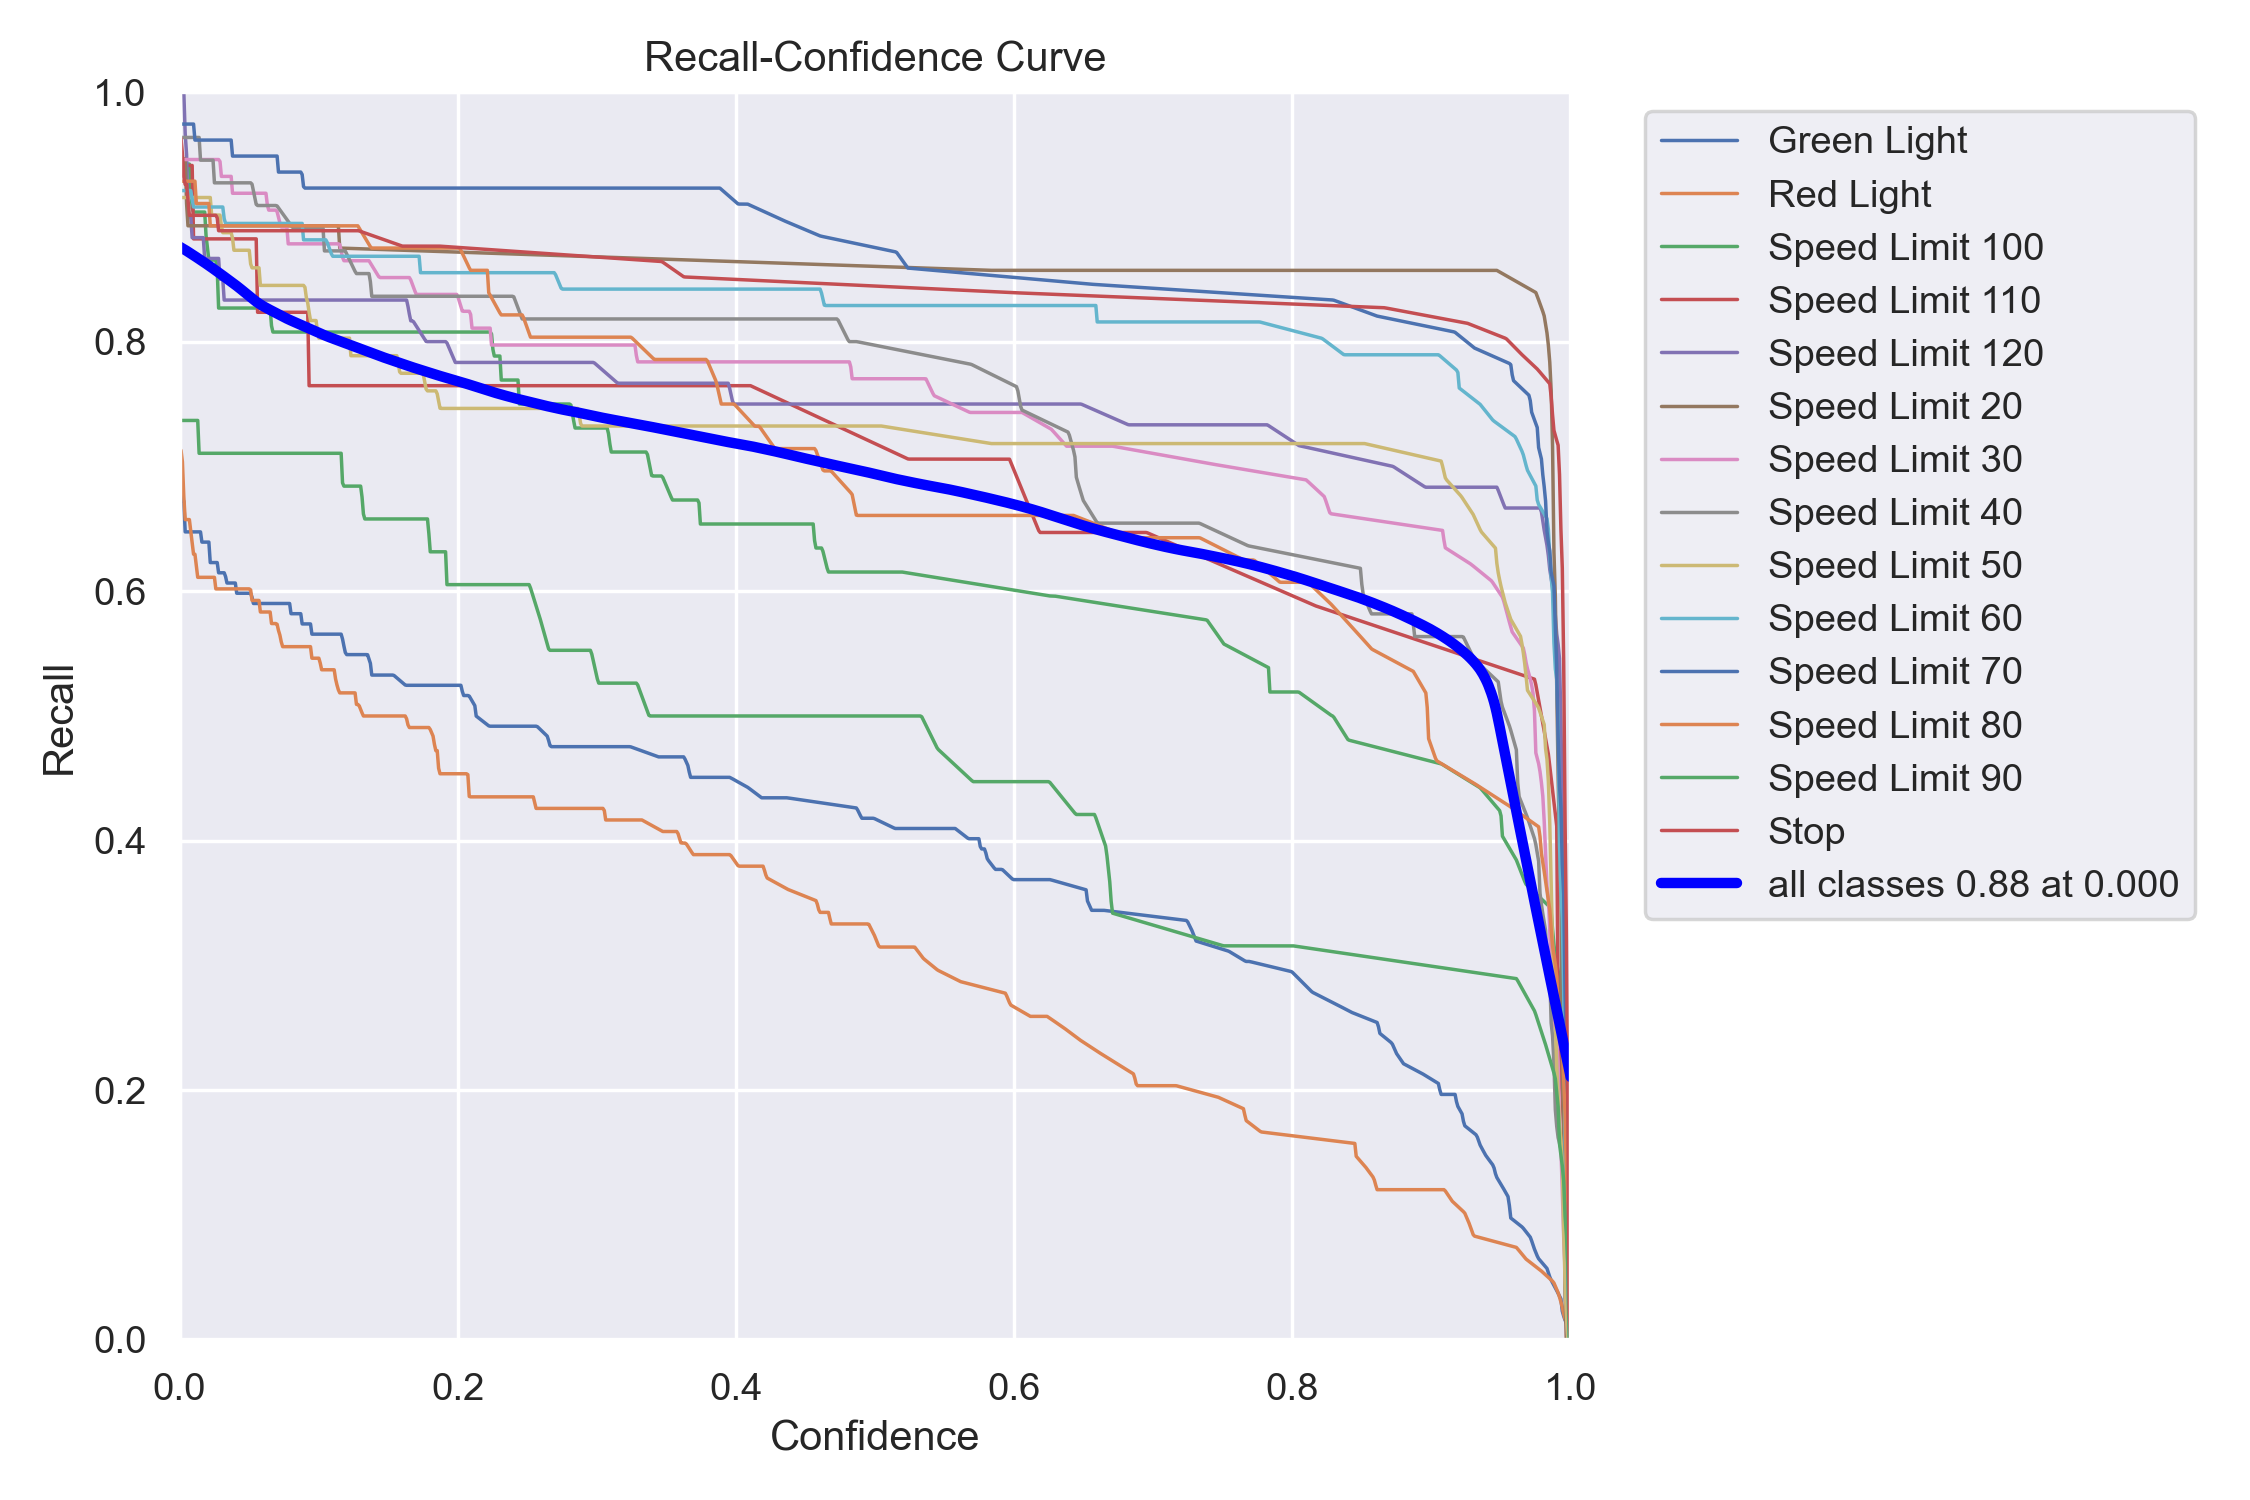 Recall-Confidence Curve
1.0
0.8
0.6
0.4
0.2
0.0
Recall
0.0 0.2 0.4 0.6 0.8 1.0
Confidence
Green Light
Red Light
Speed Limit 100
Speed Limit 110
Speed Limit 120
Speed Limit 20
Speed Limit 30
Speed Limit 40
Speed Limit 50
Speed Limit 60
Speed Limit 70
Speed Limit 80
Speed Limit 90
Stop
all classes 0.88 at 0.000